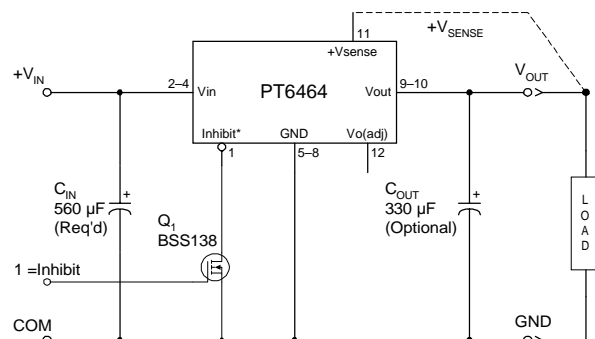 11
+VSENSE
+Vsense
+VIN
2–4
Vin
PT6464
Vout
9–10
VOUT
Inhibit*
GND
Vo(adj)
1
5–8
12
CIN
560 µF
(Req'd)
+
Q1
BSS138
COUT
330 µF
(Optional)
+
LOAD
1 =Inhibit
COM
GND